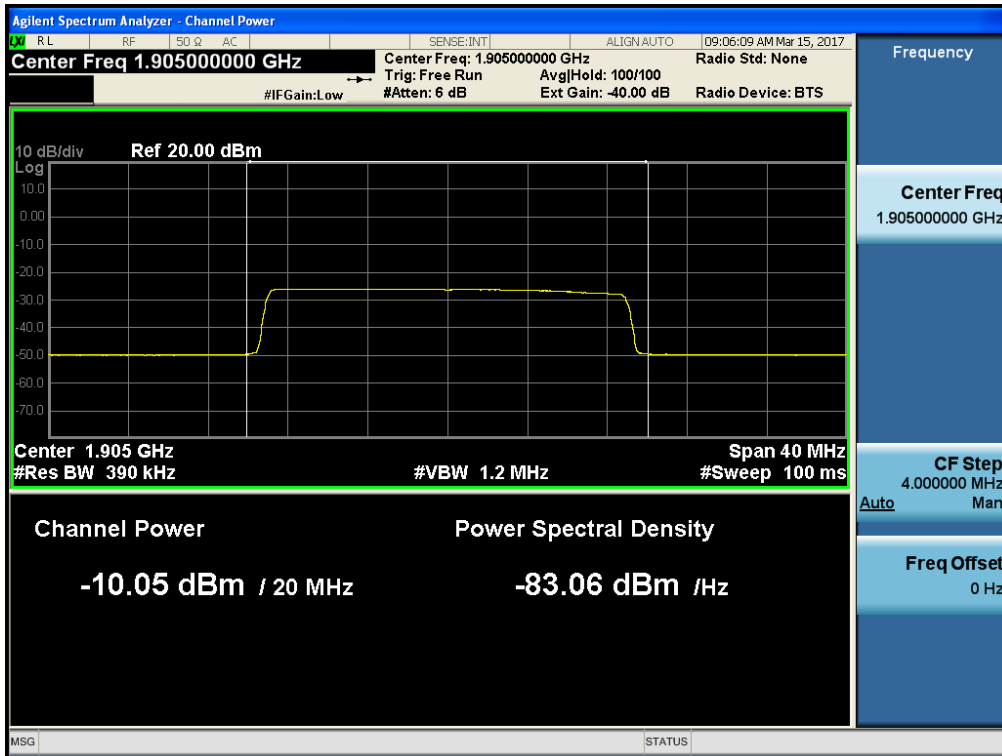 Agilent Spectrum Analyzer - Channel Power
LXI RL RF 50 Ω AC SENSE:INT ALIGN AUTO 09:06:09 AM Mar 15, 2017
Center Freq 1.905000000 GHz
Center Freq: 1.905000000 GHz Radio Std: None
Trig: Free Run Avg|Hold: 100/100
#IFGain:Low #Atten: 6 dB Ext Gain: -40.00 dB Radio Device: BTS
10 dB/div Ref 20.00 dBm
Log
10.0
0.00
-10.0
-20.0
-30.0
-40.0
-50.0
-60.0
-70.0
Center 1.905 GHz Span 40 MHz
#Res BW 390 kHz #VBW 1.2 MHz #Sweep 100 ms
Channel Power Power Spectral Density
-10.05 dBm / 20 MHz -83.06 dBm /Hz
MSG STATUS
Frequency
Center Freq
1.905000000 GHz
CF Step
4.000000 MHz
Auto Man
Freq Offset
0 Hz